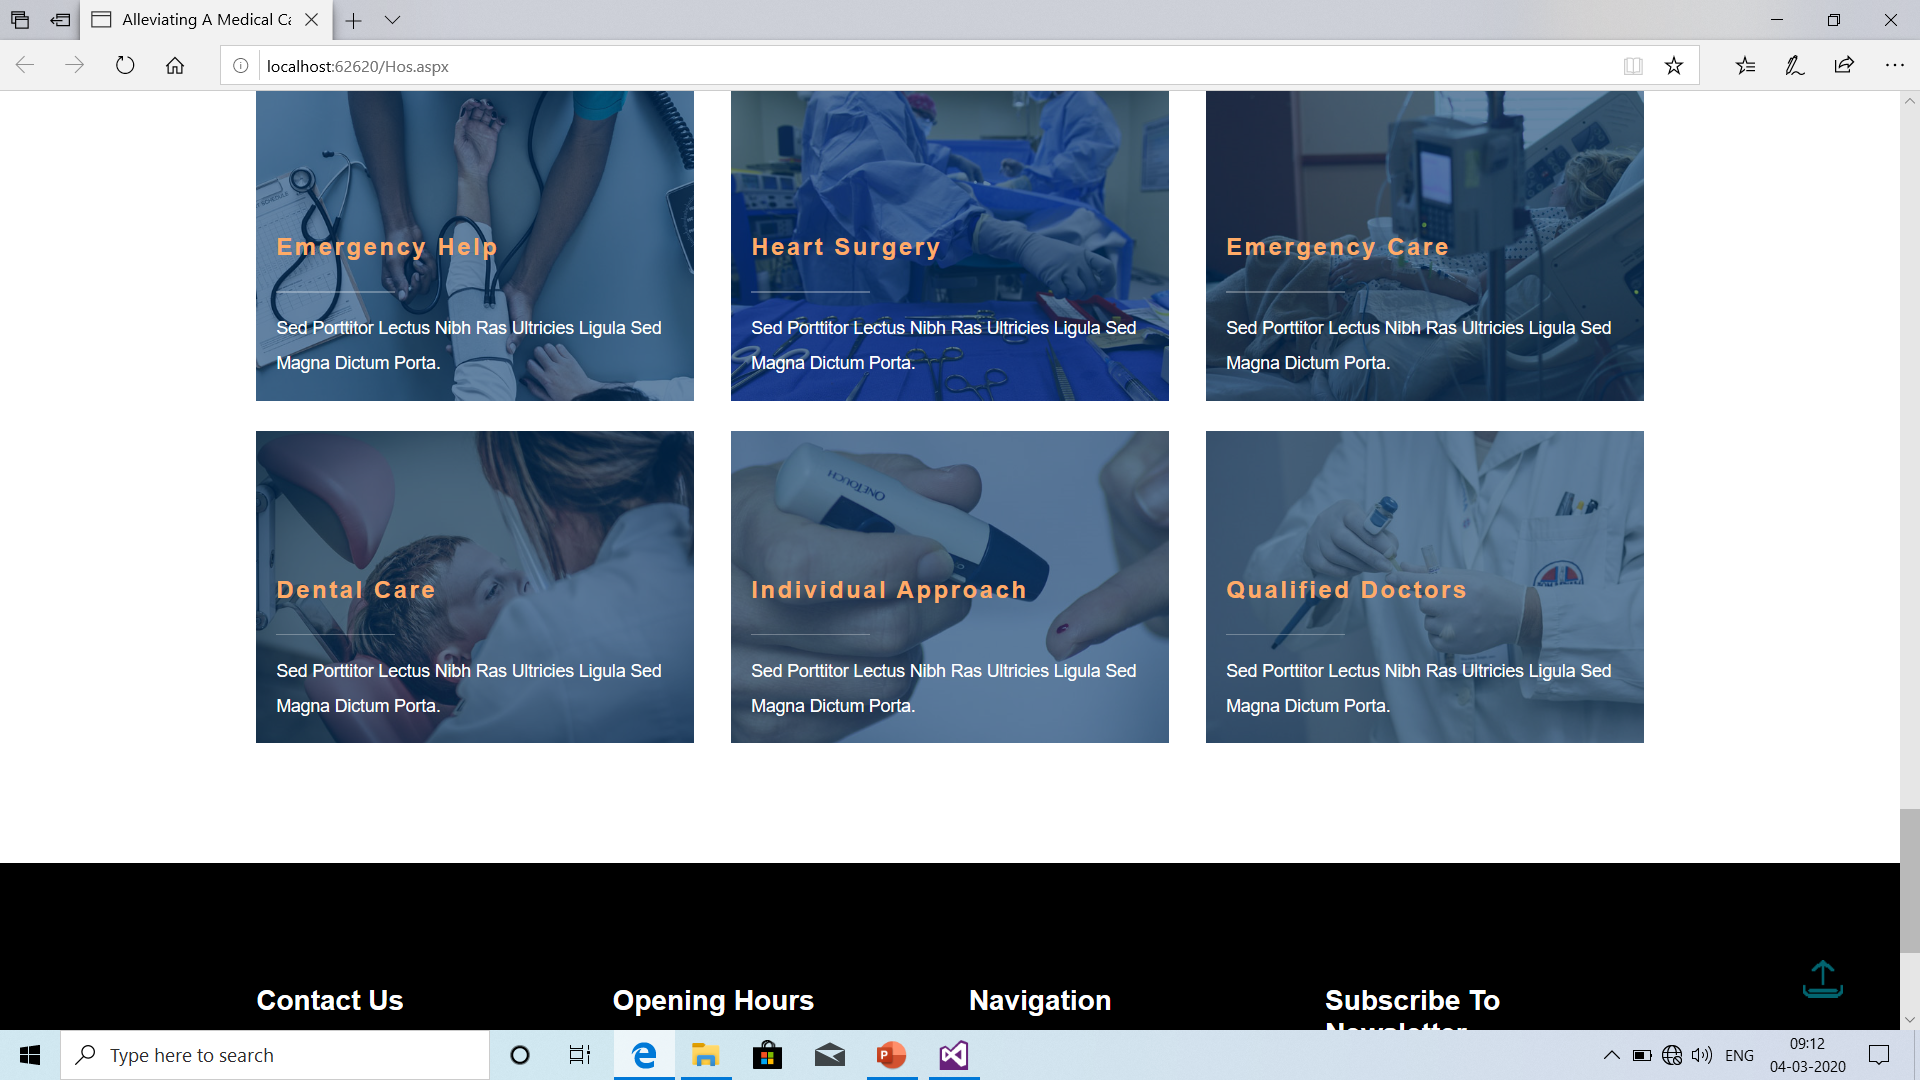 Alleviating A Medical Ca
localhost:62620/Hos.aspx
Emergency Help
Sed Porttitor Lectus Nibh Ras Ultricies Ligula Sed
Magna Dictum Porta.
Heart Surgery
Sed Porttitor Lectus Nibh Ras Ultricies Ligula Sed
Magna Dictum Porta.
Emergency Care
Sed Porttitor Lectus Nibh Ras Ultricies Ligula Sed
Magna Dictum Porta.
Dental Care
Sed Porttitor Lectus Nibh Ras Ultricies Ligula Sed
Magna Dictum Porta.
ONETOUCH
Individual Approach
Sed Porttitor Lectus Nibh Ras Ultricies Ligula Sed
Magna Dictum Porta.
Qualified Doctors
Sed Porttitor Lectus Nibh Ras Ultricies Ligula Sed
Magna Dictum Porta.
Contact Us
Opening Hours
Navigation
Subscribe To
Newsletter
Type here to search
ENG
09:12
04-03-2020